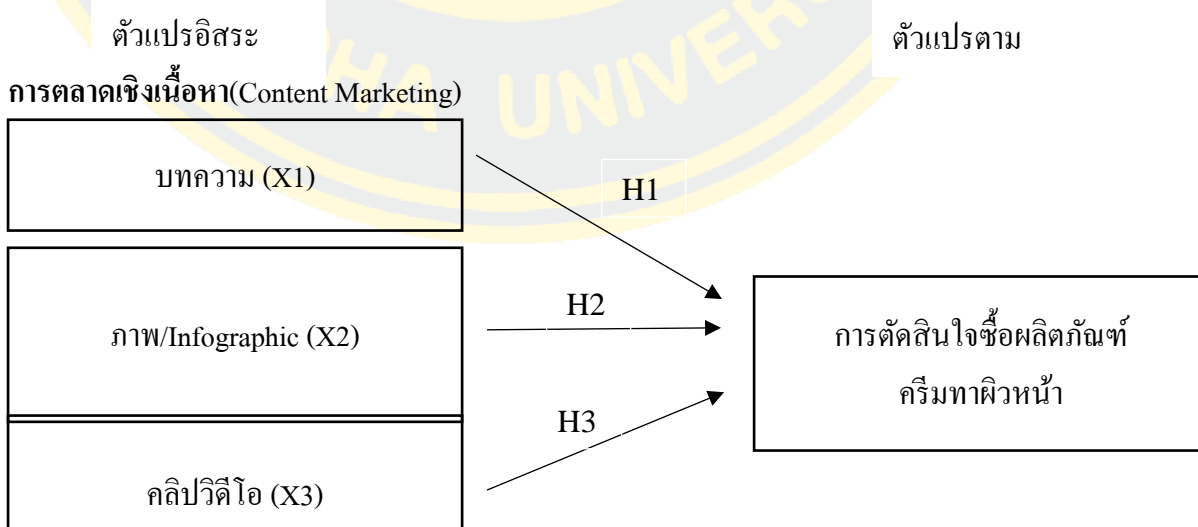 ตัวแปรอิสระ
ตัวแปรตาม
การตลาดเชิงเนื้อหา(Content Marketing)
บทความ (X1)
H1
ภาพ/Infographic (X2)
H2
การตัดสินใจซื้อผลิตภัณฑ์
ครีมทาผิวหน้า
H3
คลิปวิดีโอ (X3)
HA UNIVER